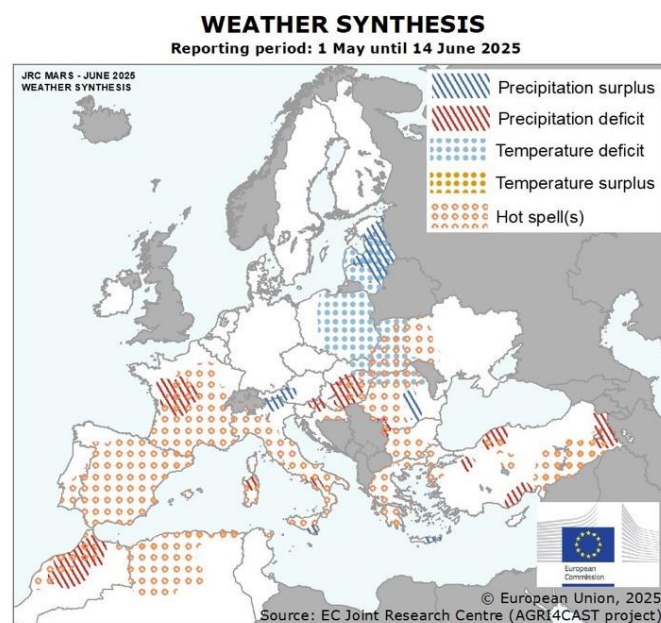 WEATHER SYNTHESIS
Reporting period: 1 May until 14 June 2025
JRC MARS - JUNE 2025
WEATHER SYNTHESIS
Precipitation surplus
Precipitation deficit
Temperature deficit
Temperature surplus
Hot spell(s)
European
Commission
© European Union, 2025
Source: EC Joint Research Centre (AGRI4CAST project)